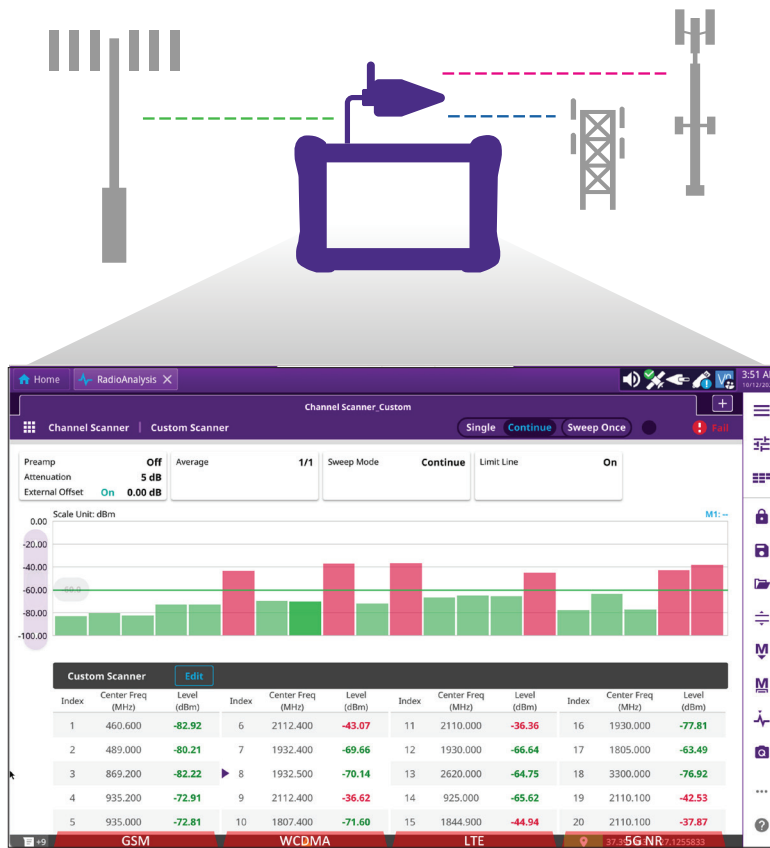 Home RadioAnalysis
3:51 AM
Channel Scanner_Custom
Channel Scanner | Custom Scanner Single Continue Sweep Once Fail
Preamp Off Average 1/1 Sweep Mode Continue Limit Line On
Attenuation 5 dB
External Offset On 0.00 dB
Scale Unit: dBm M1: --
0.00
-20.00
-40.00
-60.00 -60.0
-80.00
-100.00
Custom Scanner Edit
Index Center Freq (MHz) Level (dBm) Index Center Freq (MHz) Level (dBm) Index Center Freq (MHz) Level (dBm) Index Center Freq (MHz) Level (dBm)
1 460.600 -82.92 6 2112.400 -43.07 11 2110.000 -36.36 16 1930.000 -77.81
2 489.000 -80.21 7 1932.400 -69.66 12 1930.000 -66.64 17 1805.000 -63.49
3 869.200 -82.22 8 1932.500 -70.14 13 2620.000 -64.75 18 3300.000 -76.92
4 935.200 -72.91 9 2112.400 -36.62 14 925.000 -65.62 19 2110.100 -42.53
5 935.000 -72.81 10 1807.400 -71.60 15 1844.900 -44.94 20 2110.100 -37.87
+9 GSM WCDMA LTE 5G NR